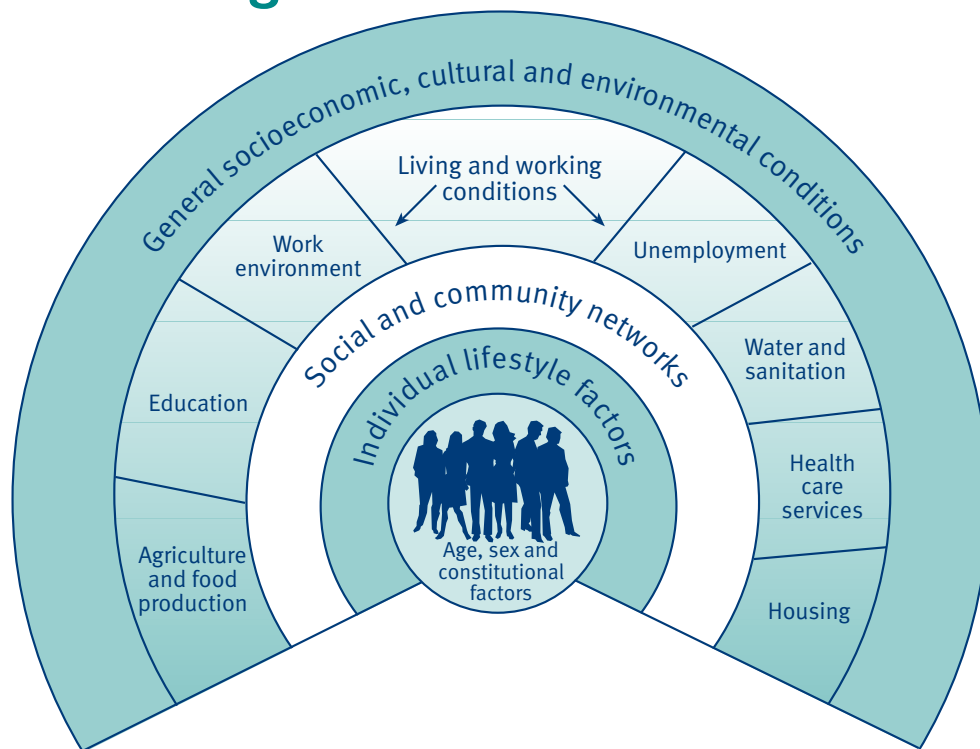 g
General socioeconomic, cultural and environmental conditions
Living and working
conditions
Work
environment
Unemployment
Education
Water and
sanitation
Agriculture
and food
production
Health
care
services
Housing
Social and community networks
Individual lifestyle factors
Age, sex and
constitutional
factors